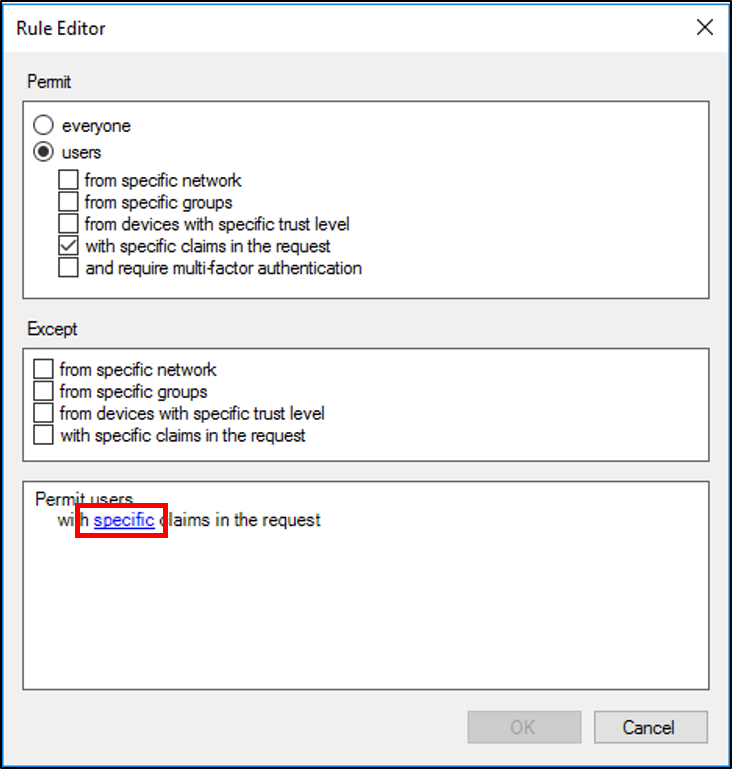 Rule Editor
Permit
everyone
users
from specific network
from specific groups
from devices with specific trust level
with specific claims in the request
and require multi-factor authentication
Except
from specific network
from specific groups
from devices with specific trust level
with specific claims in the request
Permit users
with specific claims in the request
OK
Cancel